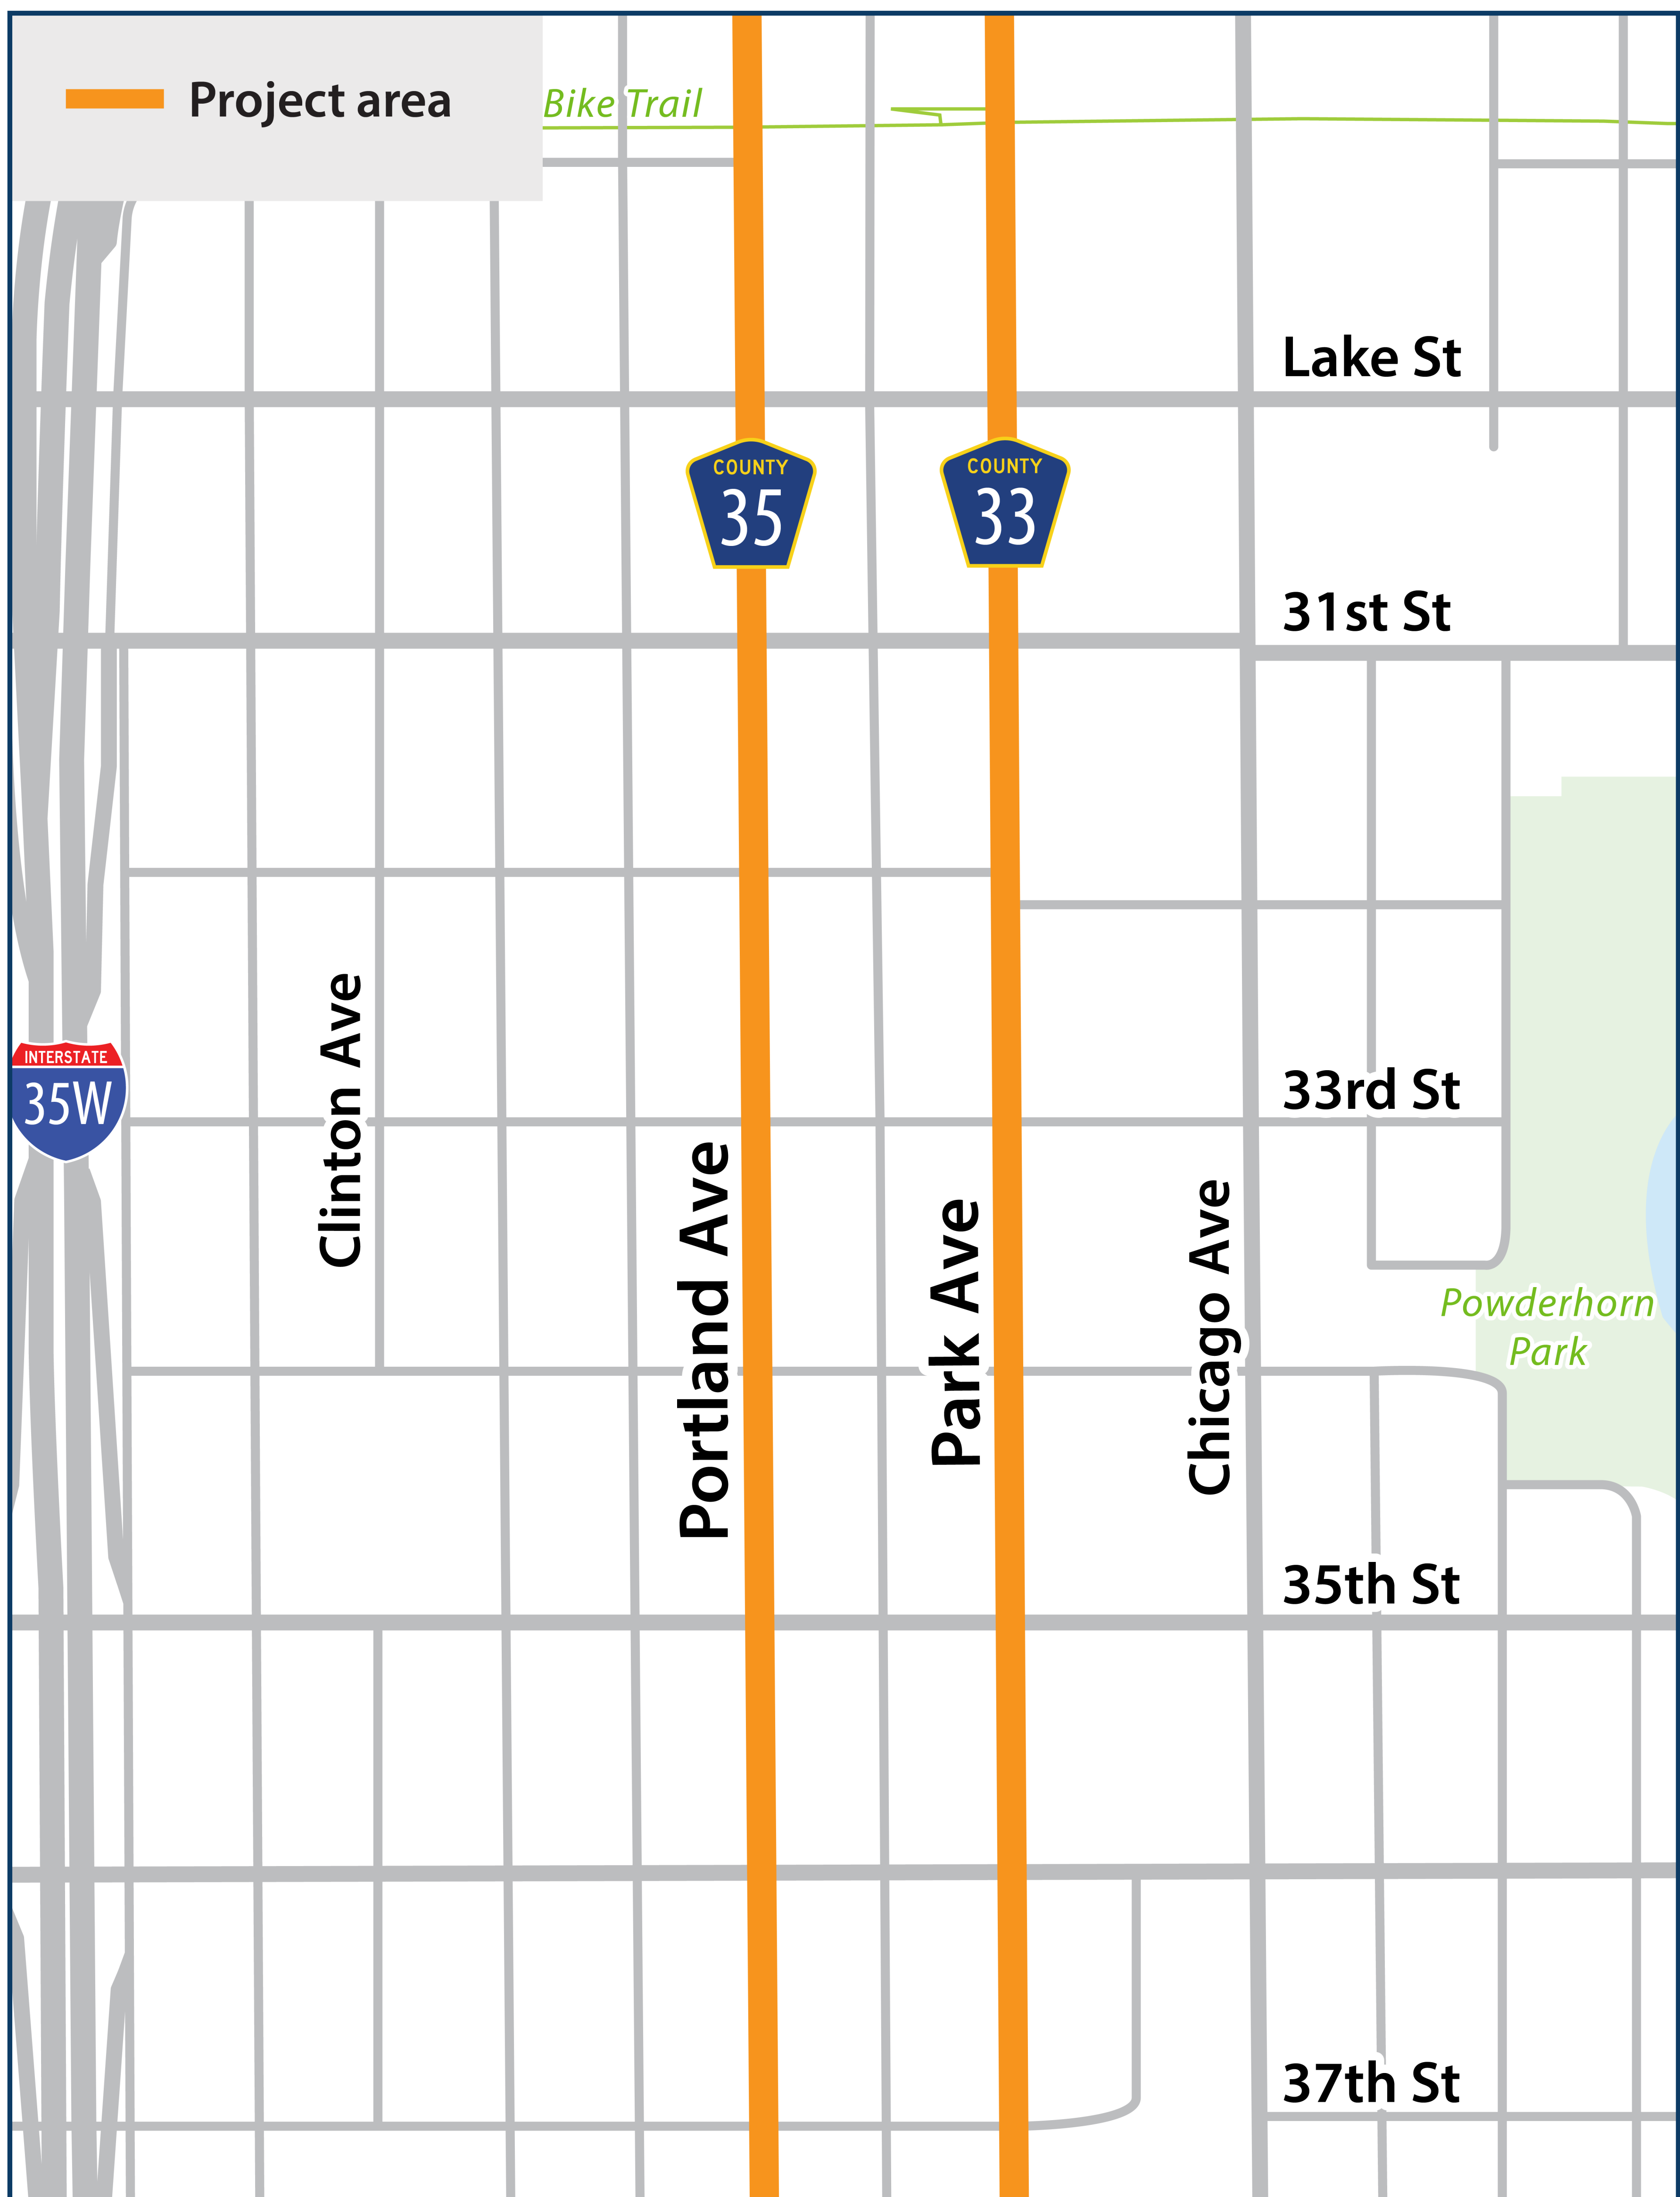 Project area
Bike Trail
Lake St
COUNTY
35
COUNTY
33
31st St
INTERSTATE
35W
Clinton Ave
33rd St
Portland Ave
Park Ave
Chicago Ave
Powderhorn
Park
35th St
37th St